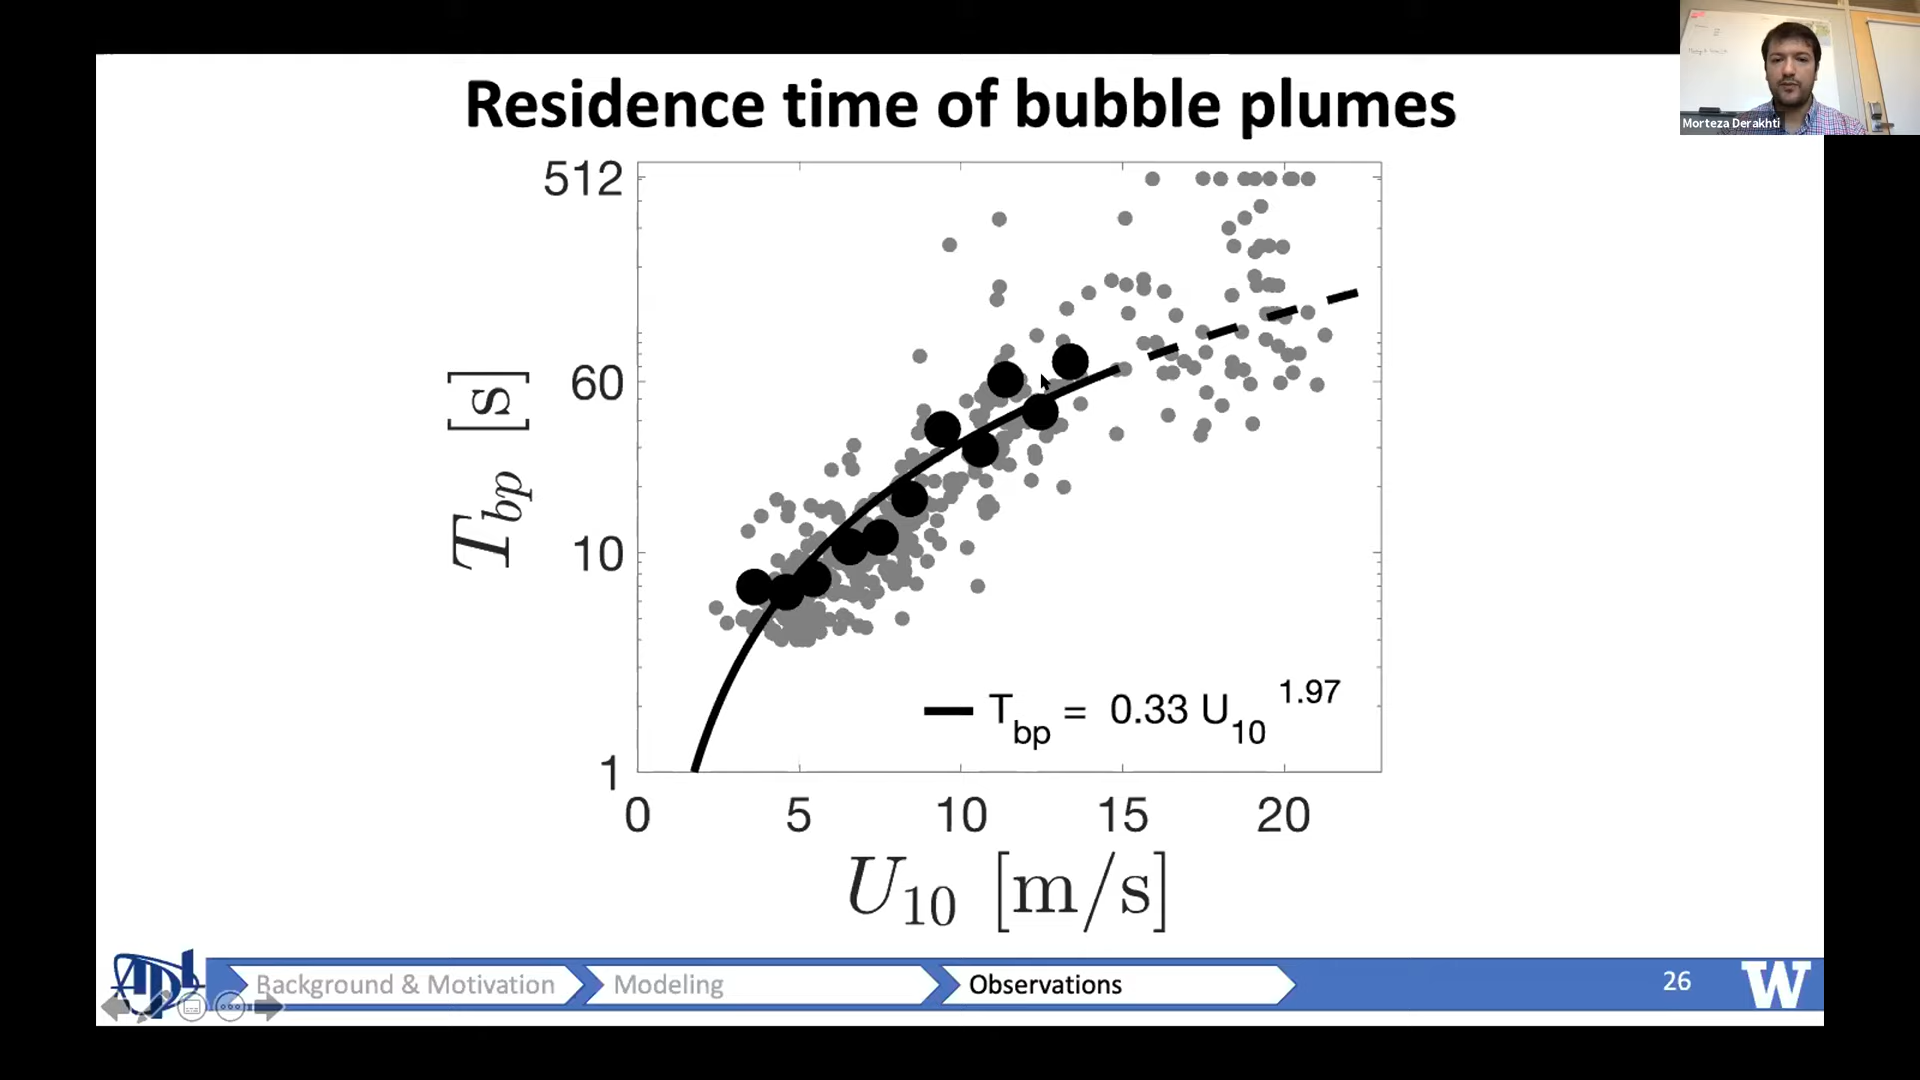 Residence time of bubble plumes
Morteza Derakhti
512
60
10
1
T_bp [s]
T_bp = 0.33 U_10^1.97
0 5 10 15 20
U_10 [m/s]
APL
Background & Motivation
Modeling
Observations
26
W